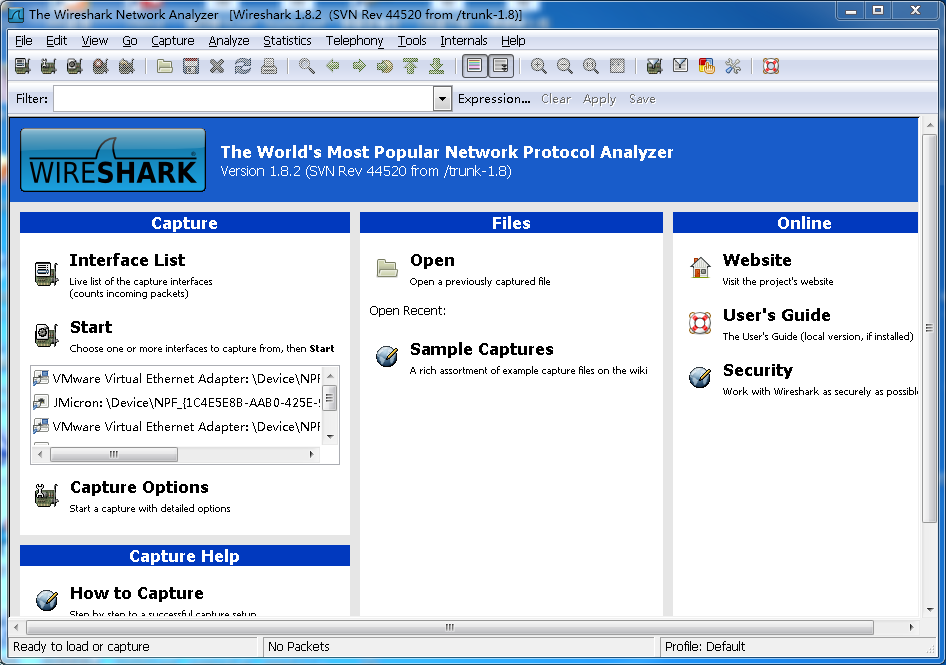 The Wireshark Network Analyzer [Wireshark 1.8.2 (SVN Rev 44520 from /trunk-1.8)]
File Edit View Go Capture Analyze Statistics Telephony Tools Internals Help
Filter: Expression... Clear Apply Save
WIRESHARK
The World's Most Popular Network Protocol Analyzer
Version 1.8.2 (SVN Rev 44520 from /trunk-1.8)
Capture
Interface List
Live list of the capture interfaces
(counts incoming packets)
Start
Choose one or more interfaces to capture from, then Start
VMware Virtual Ethernet Adapter: \Device\NPF
JMicron: \Device\NPF_{1C4E5E8B-AAB0-425E-
VMware Virtual Ethernet Adapter: \Device\NPF
Capture Options
Start a capture with detailed options
Capture Help
How to Capture
Step by step to a successful capture setup
Files
Open
Open a previously captured file
Open Recent:
Sample Captures
A rich assortment of example capture files on the wiki
Online
Website
Visit the project's website
User's Guide
The User's Guide (local version, if installed)
Security
Work with Wireshark as securely as possible
Ready to load or capture
No Packets
Profile: Default